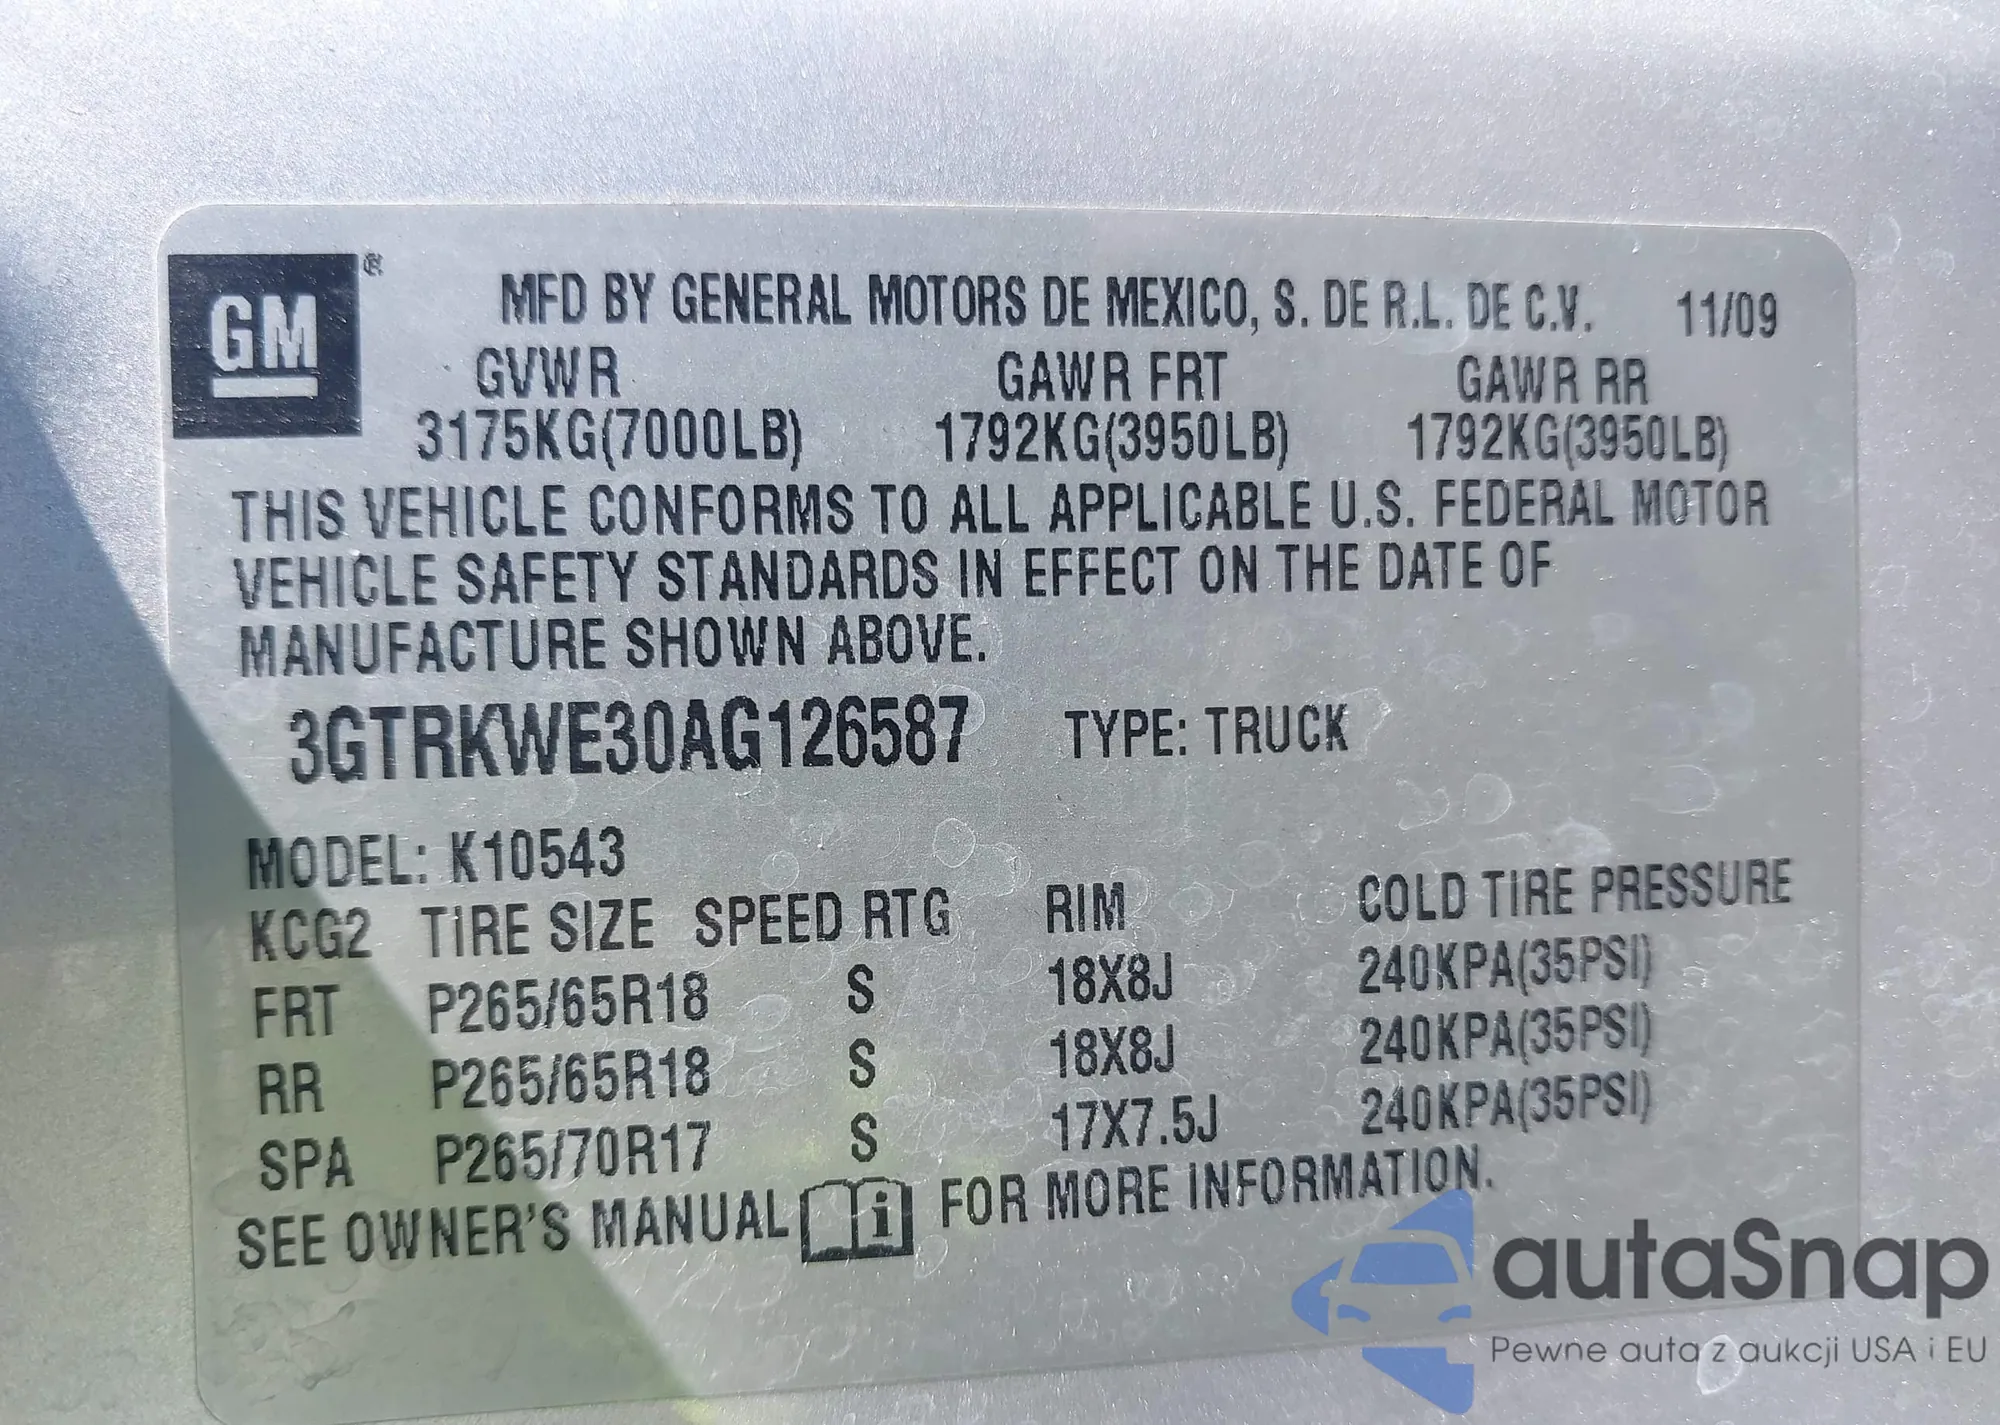 GM®
MFD BY GENERAL MOTORS DE MEXICO, S. DE R.L. DE C.V. 11/09
GVWR GAWR FRT GAWR RR
3175KG(7000LB) 1792KG(3950LB) 1792KG(3950LB)
THIS VEHICLE CONFORMS TO ALL APPLICABLE U.S. FEDERAL MOTOR
VEHICLE SAFETY STANDARDS IN EFFECT ON THE DATE OF
MANUFACTURE SHOWN ABOVE.
3GTRKWE30AG126587 TYPE: TRUCK
MODEL: K10543
KCG2 TIRE SIZE SPEED RTG RIM COLD TIRE PRESSURE
FRT P265/65R18 S 18X8J 240KPA(35PSI)
RR P265/65R18 S 18X8J 240KPA(35PSI)
SPA P265/70R17 S 17X7.5J 240KPA(35PSI)
SEE OWNER'S MANUAL i FOR MORE INFORMATION.
autaSnap
Pewne auta z aukcji USA i EU